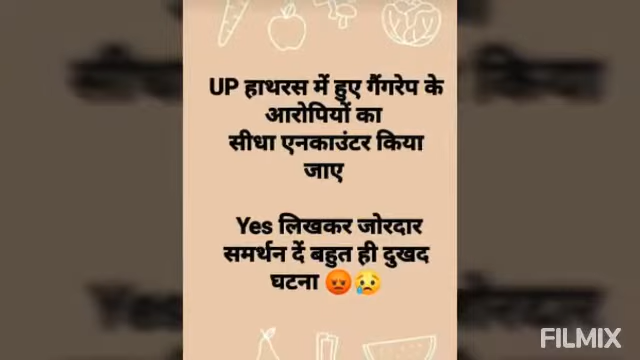 UP हाथरस में हुए गैंगरेप के
आरोपियों का
सीधा एनकाउंटर किया
जाए
Yes लिखकर जोरदार
समर्थन दें बहुत ही दुखद
घटना 😡😢
FILMIX